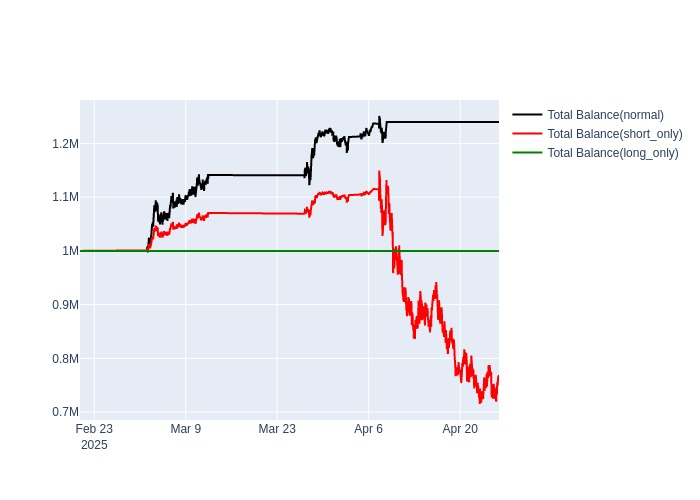 Total Balance(normal)
Total Balance(short_only)
Total Balance(long_only)
1.2M
1.1M
1M
0.9M
0.8M
0.7M
Feb 23
2025
Mar 9
Mar 23
Apr 6
Apr 20